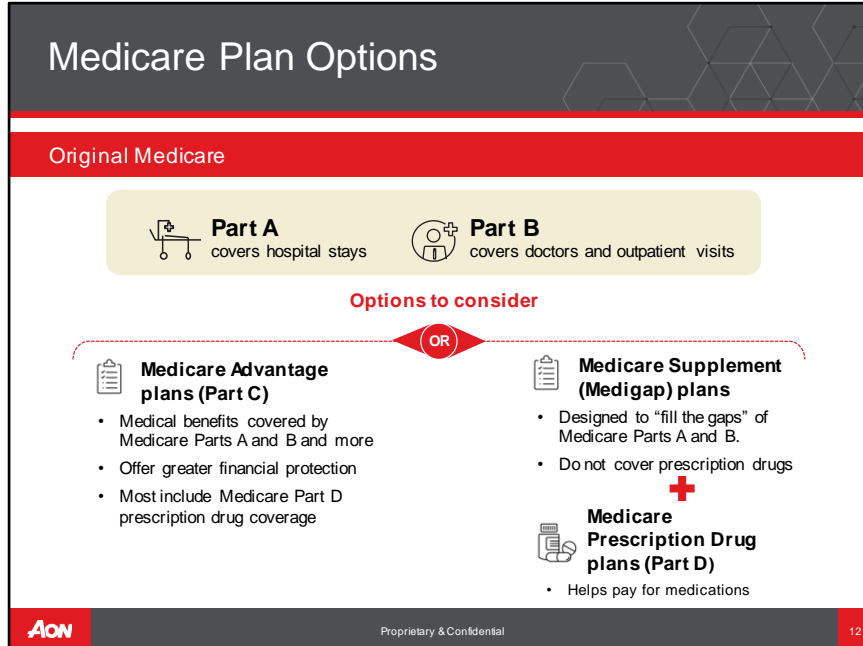 Medicare Plan Options
Original Medicare
Part A
covers hospital stays
Part B
covers doctors and outpatient visits
Options to consider
OR
Medicare Advantage
plans (Part C)
• Medical benefits covered by
Medicare Parts A and B and more
• Offer greater financial protection
• Most include Medicare Part D
prescription drug coverage
Medicare Supplement
(Medigap) plans
• Designed to “fill the gaps” of
Medicare Parts A and B.
• Do not cover prescription drugs
Medicare
Prescription Drug
plans (Part D)
• Helps pay for medications
AON
Proprietary & Confidential
12